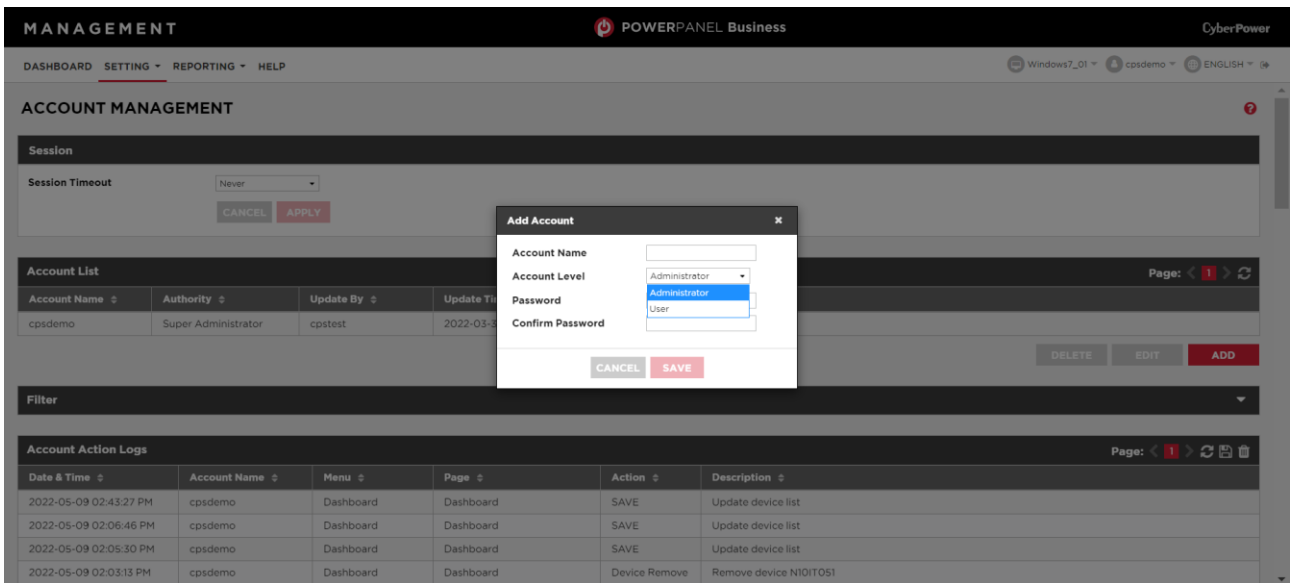 MANAGEMENT POWERPANEL Business CyberPower
DASHBOARD SETTING REPORTING HELP Windows7_01 cpsdemo ENGLISH
ACCOUNT MANAGEMENT
Session
Session Timeout Never
CANCEL APPLY
Add Account
Account Name
Account Level Administrator
Administrator
User
Password
Confirm Password
CANCEL SAVE
Account List Page: 1
Account Name Authority Update By Update
cpsdemo Super Administrator cpstest 2022-03-3
DELETE EDIT ADD
Filter
Account Action Logs Page: 1
Date & Time Account Name Menu Page Action Description
2022-05-09 02:43:27 PM cpsdemo Dashboard Dashboard SAVE Update device list
2022-05-09 02:06:46 PM cpsdemo Dashboard Dashboard SAVE Update device list
2022-05-09 02:05:30 PM cpsdemo Dashboard Dashboard SAVE Update device list
2022-05-09 02:03:13 PM cpsdemo Dashboard Dashboard Device Remove Remove device N10IT051